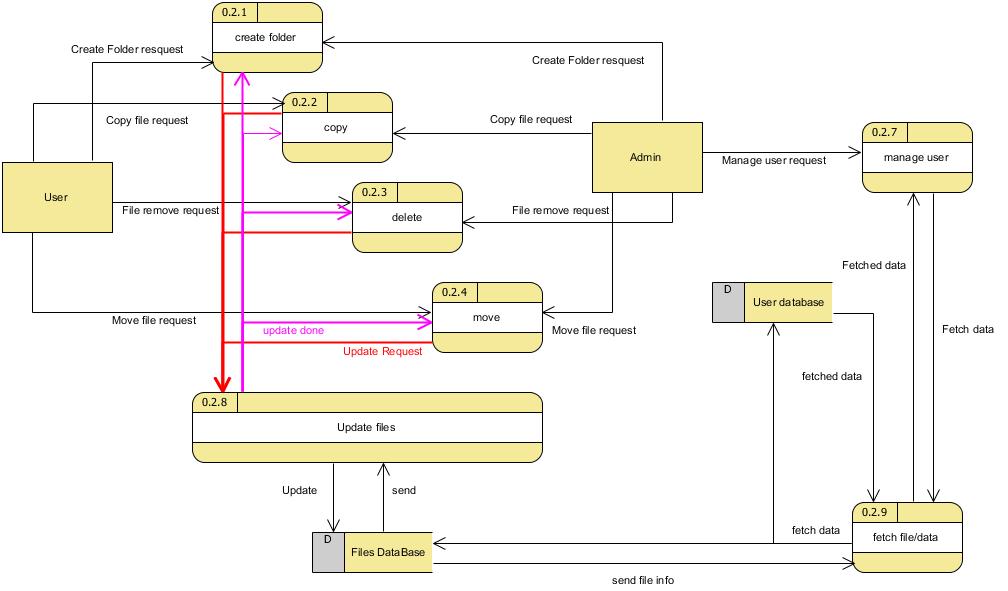 0.2.1
create folder
Create Folder resquest
Create Folder resquest
0.2.2
copy
Copy file request
Copy file request
Admin
0.2.7
manage user
Manage user request
User
0.2.3
delete
File remove request
File remove request
Fetched data
0.2.4
move
D
User database
Move file request
update done
Move file request
Fetch data
Update Request
fetched data
0.2.8
Update files
Update
send
0.2.9
fetch file/data
fetch data
D
Files DataBase
send file info